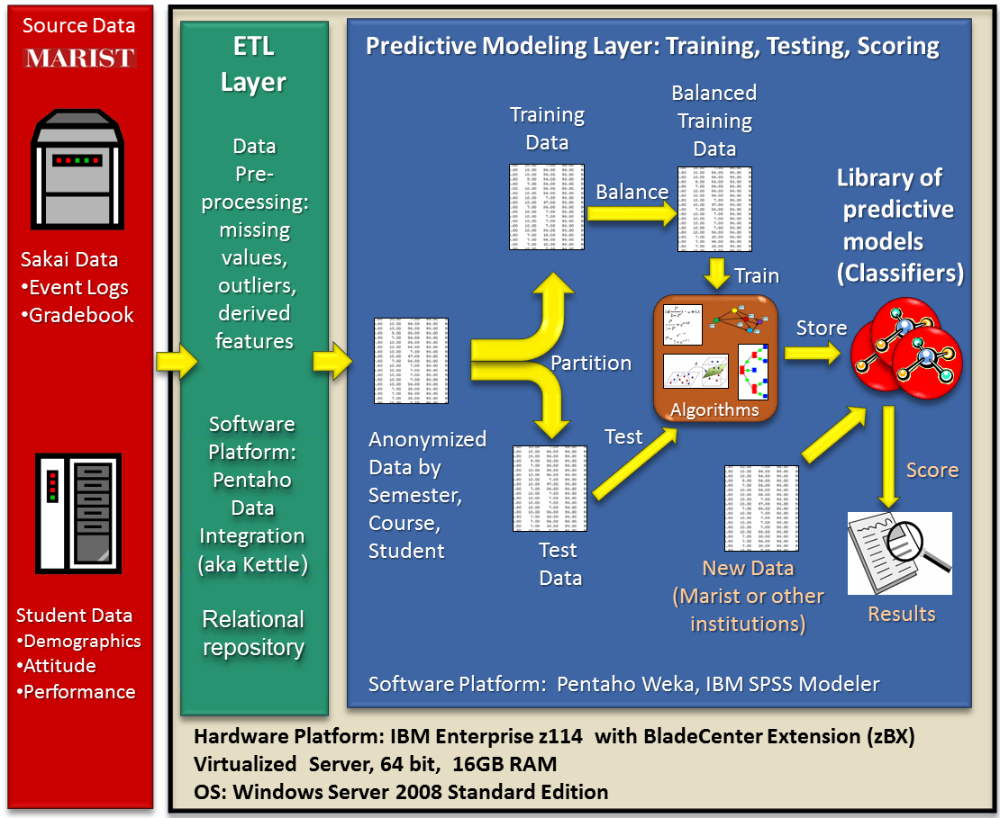 Source Data
MARIST
Sakai Data
•Event Logs
•Gradebook
Student Data
•Demographics
•Attitude
•Performance
ETL
Layer
Data
Pre-
processing:
missing
values,
outliers,
derived
features
Software
Platform:
Pentaho
Data
Integration
(aka Kettle)
Relational
repository
Predictive Modeling Layer: Training, Testing, Scoring
Training
Data
Balance
Balanced
Training
Data
Train
Library of
predictive
models
(Classifiers)
Store
Partition
Algorithms
Test
Anonymized
Data by
Semester,
Course,
Student
Test
Data
Score
New Data
(Marist or other
institutions)
Results
Software Platform: Pentaho Weka, IBM SPSS Modeler
Hardware Platform: IBM Enterprise z114 with BladeCenter Extension (zBX)
Virtualized Server, 64 bit, 16GB RAM
OS: Windows Server 2008 Standard Edition